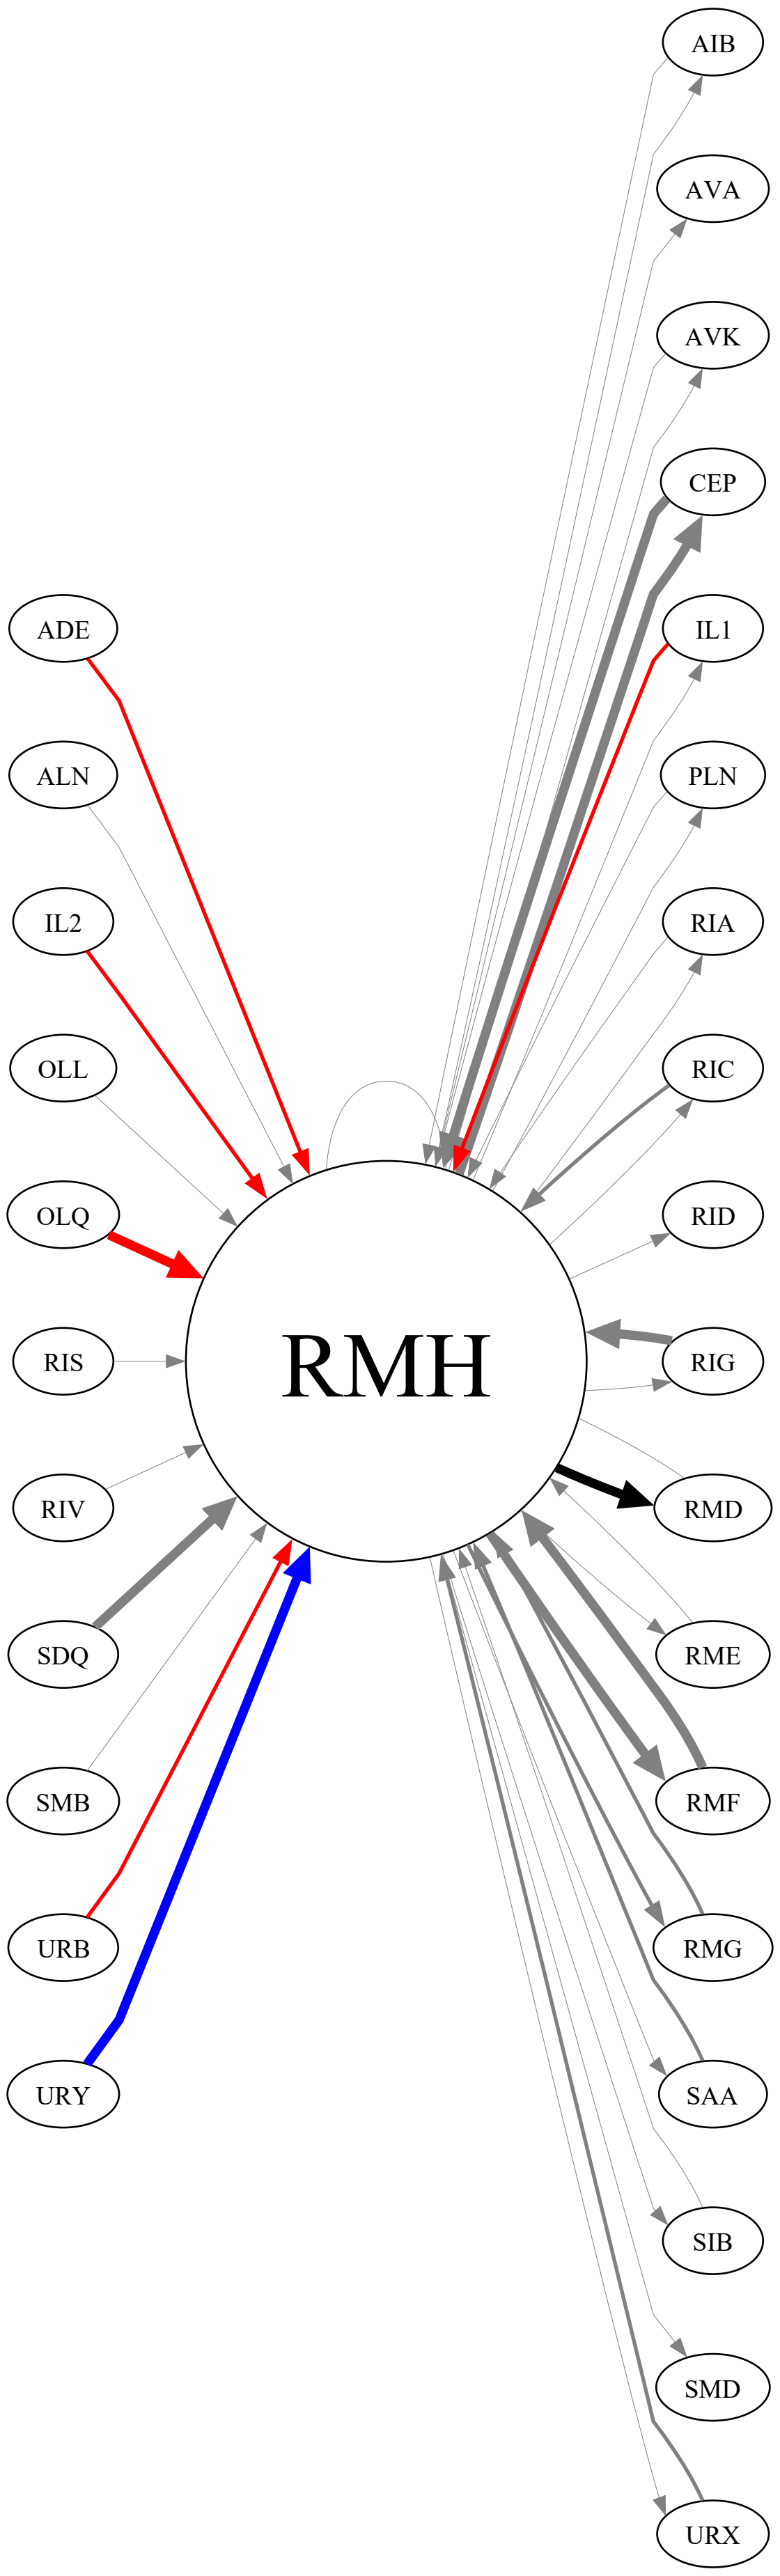 AIB
AVA
AVK
CEP
ADE
IL1
ALN
PLN
IL2
RIA
OLL
RIC
OLQ
RID
RIS
RMH
RIG
RIV
RMD
SDQ
RME
SMB
RMF
URB
RMG
URY
SAA
SIB
SMD
URX